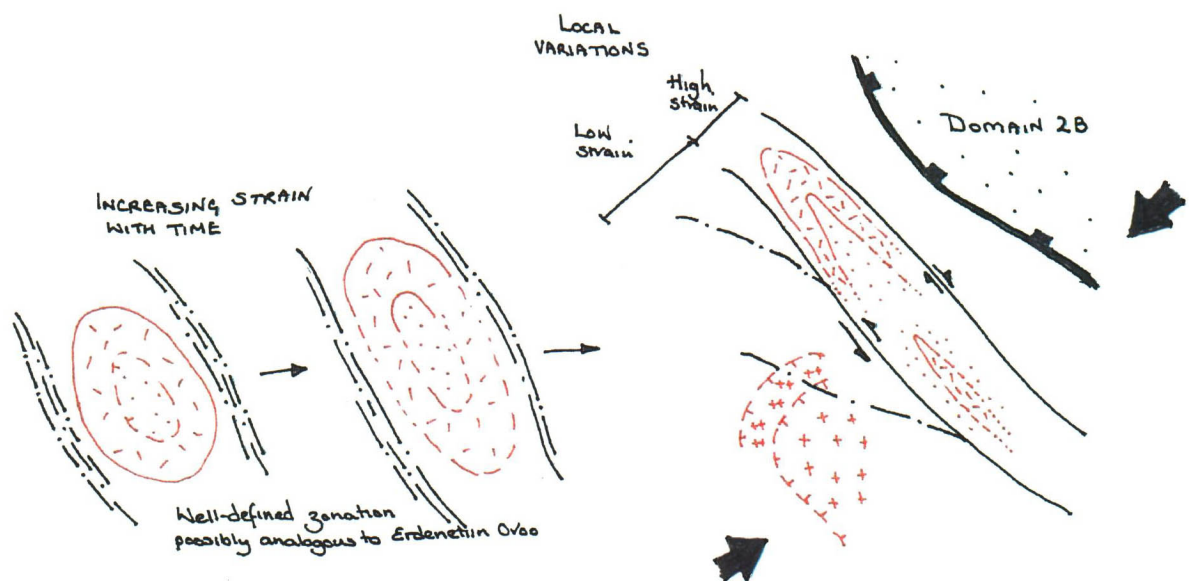 LOCAL
VARIATIONS
High
strain
Low
strain
DOMAIN 2B
INCREASING STRAIN
WITH TIME
Well-defined zonation
possibly analogous to Erdenetiin Ovoo